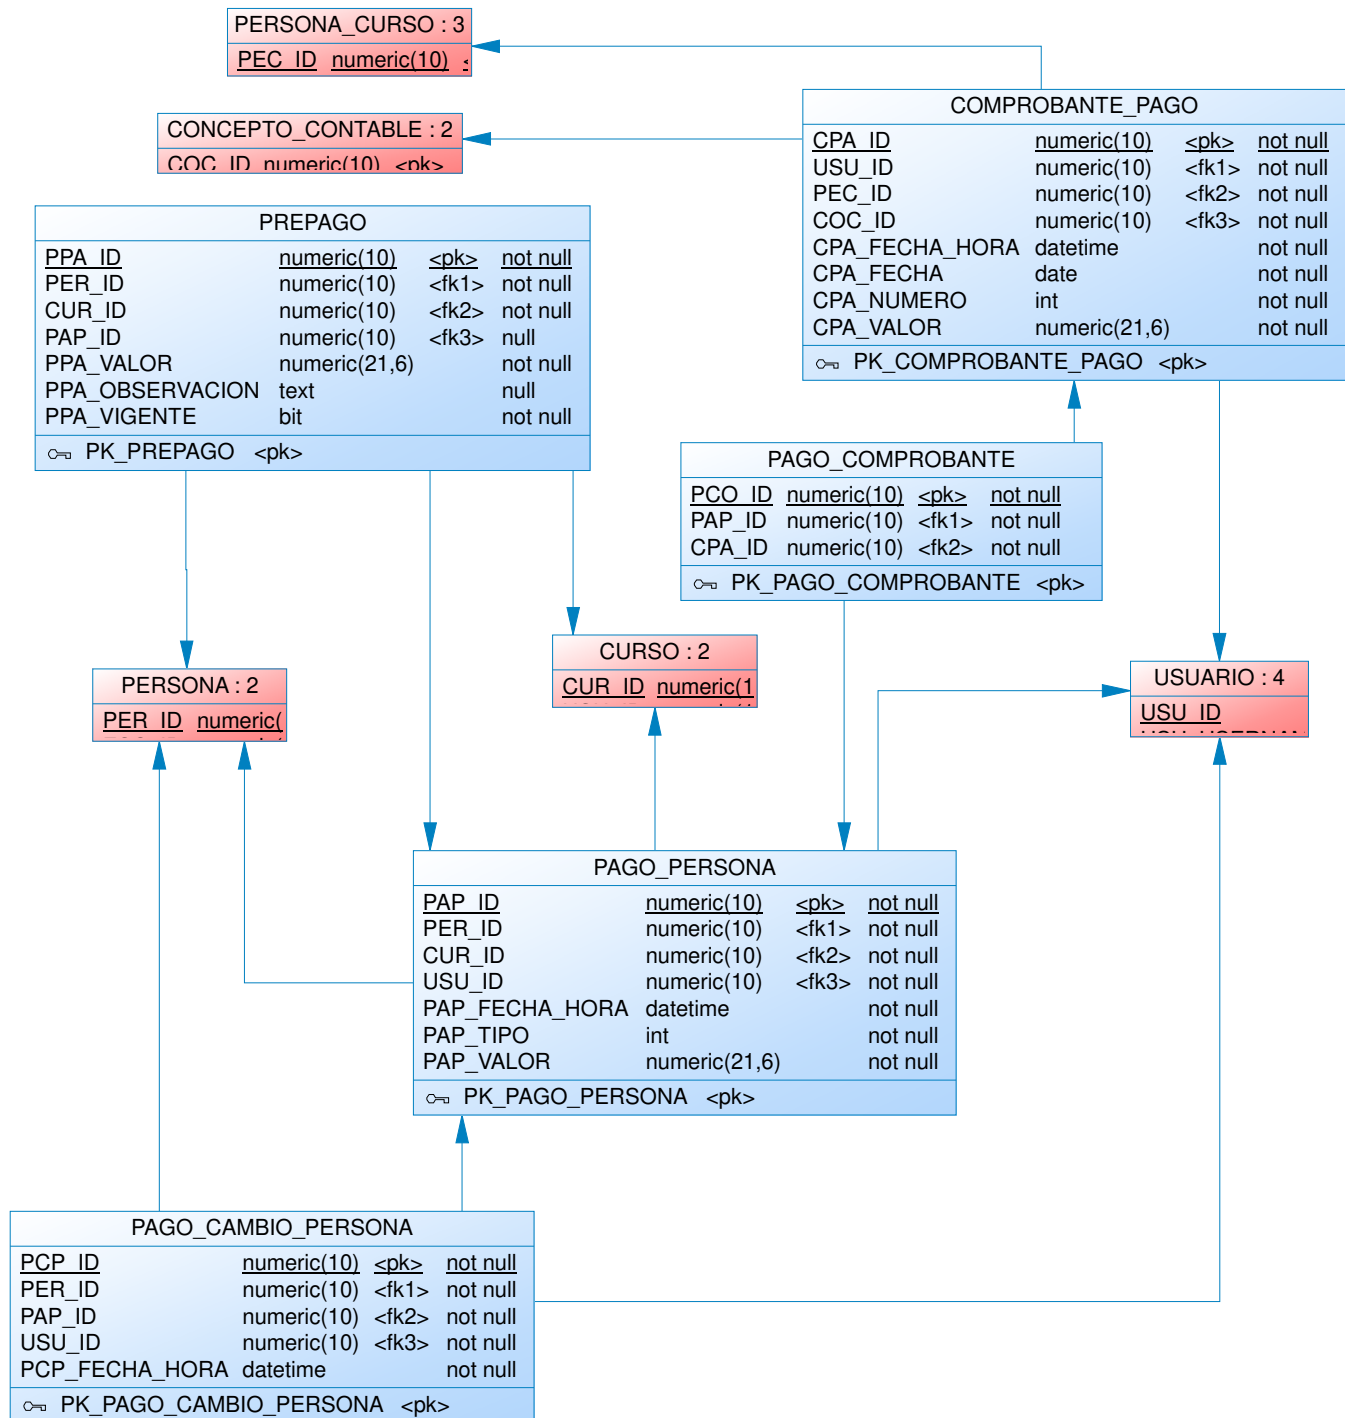 PERSONA_CURSO : 3
PEC_ID numeric(10)
CONCEPTO_CONTABLE : 2
COC_ID numeric(10) <pk>
COMPROBANTE_PAGO
CPA_ID numeric(10) <pk> not null
USU_ID numeric(10) <fk1> not null
PEC_ID numeric(10) <fk2> not null
COC_ID numeric(10) <fk3> not null
CPA_FECHA_HORA datetime not null
CPA_FECHA date not null
CPA_NUMERO int not null
CPA_VALOR numeric(21,6) not null
PK_COMPROBANTE_PAGO <pk>
PREPAGO
PPA_ID numeric(10) <pk> not null
PER_ID numeric(10) <fk1> not null
CUR_ID numeric(10) <fk2> not null
PAP_ID numeric(10) <fk3> null
PPA_VALOR numeric(21,6) not null
PPA_OBSERVACION text null
PPA_VIGENTE bit not null
PK_PREPAGO <pk>
PAGO_COMPROBANTE
PCO_ID numeric(10) <pk> not null
PAP_ID numeric(10) <fk1> not null
CPA_ID numeric(10) <fk2> not null
PK_PAGO_COMPROBANTE <pk>
CURSO : 2
CUR_ID numeric(1
PERSONA : 2
PER_ID numeric(
USUARIO : 4
USU_ID
PAGO_PERSONA
PAP_ID numeric(10) <pk> not null
PER_ID numeric(10) <fk1> not null
CUR_ID numeric(10) <fk2> not null
USU_ID numeric(10) <fk3> not null
PAP_FECHA_HORA datetime not null
PAP_TIPO int not null
PAP_VALOR numeric(21,6) not null
PK_PAGO_PERSONA <pk>
PAGO_CAMBIO_PERSONA
PCP_ID numeric(10) <pk> not null
PER_ID numeric(10) <fk1> not null
PAP_ID numeric(10) <fk2> not null
USU_ID numeric(10) <fk3> not null
PCP_FECHA_HORA datetime not null
PK_PAGO_CAMBIO_PERSONA <pk>